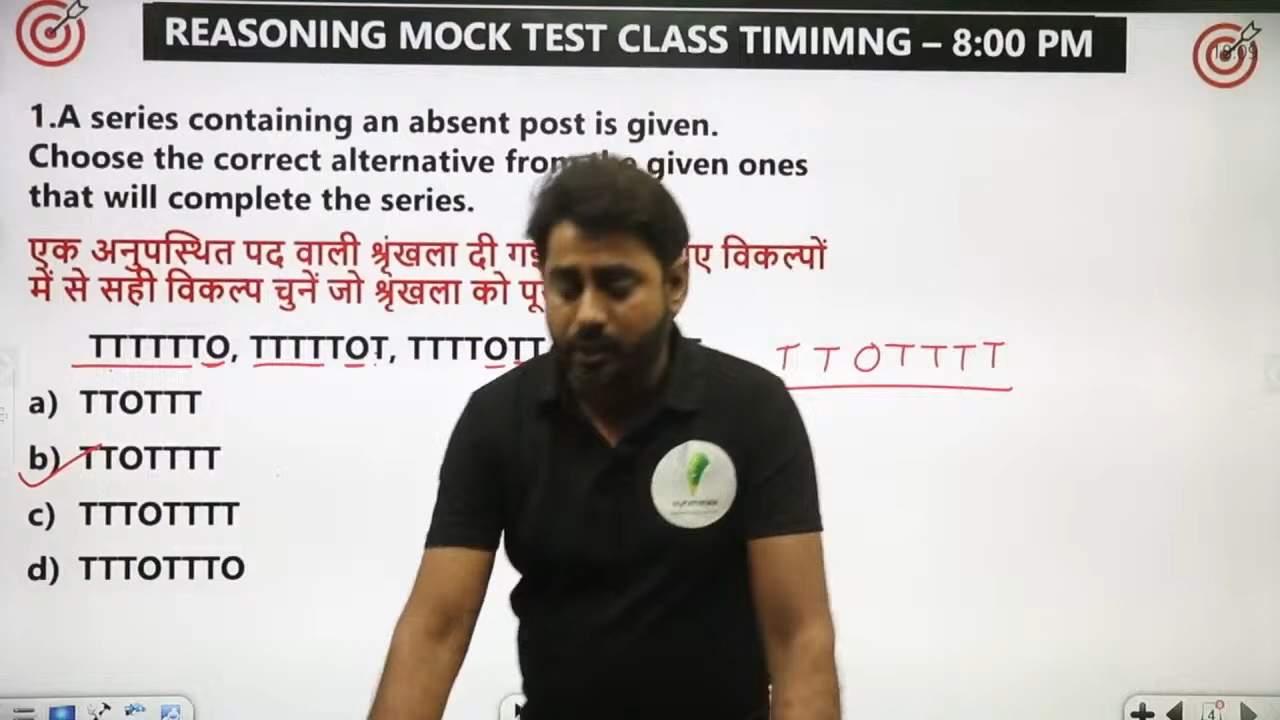 REASONING MOCK TEST CLASS TIMIMNG – 8:00 PM
1.A series containing an absent post is given.
Choose the correct alternative given ones
that will complete the series.
एक अनुपस्थित पद वाली श्रृंखला दी विकल्पों
में से सही विकल्प चुनें जो श्रृंखला को
TTTTTTO, TTTTTOT, TTTTOTT
TTOTTTT
a) TTOTTT
b) TTOTTTT
c) TTTOTTTT
d) TTTOTTTO